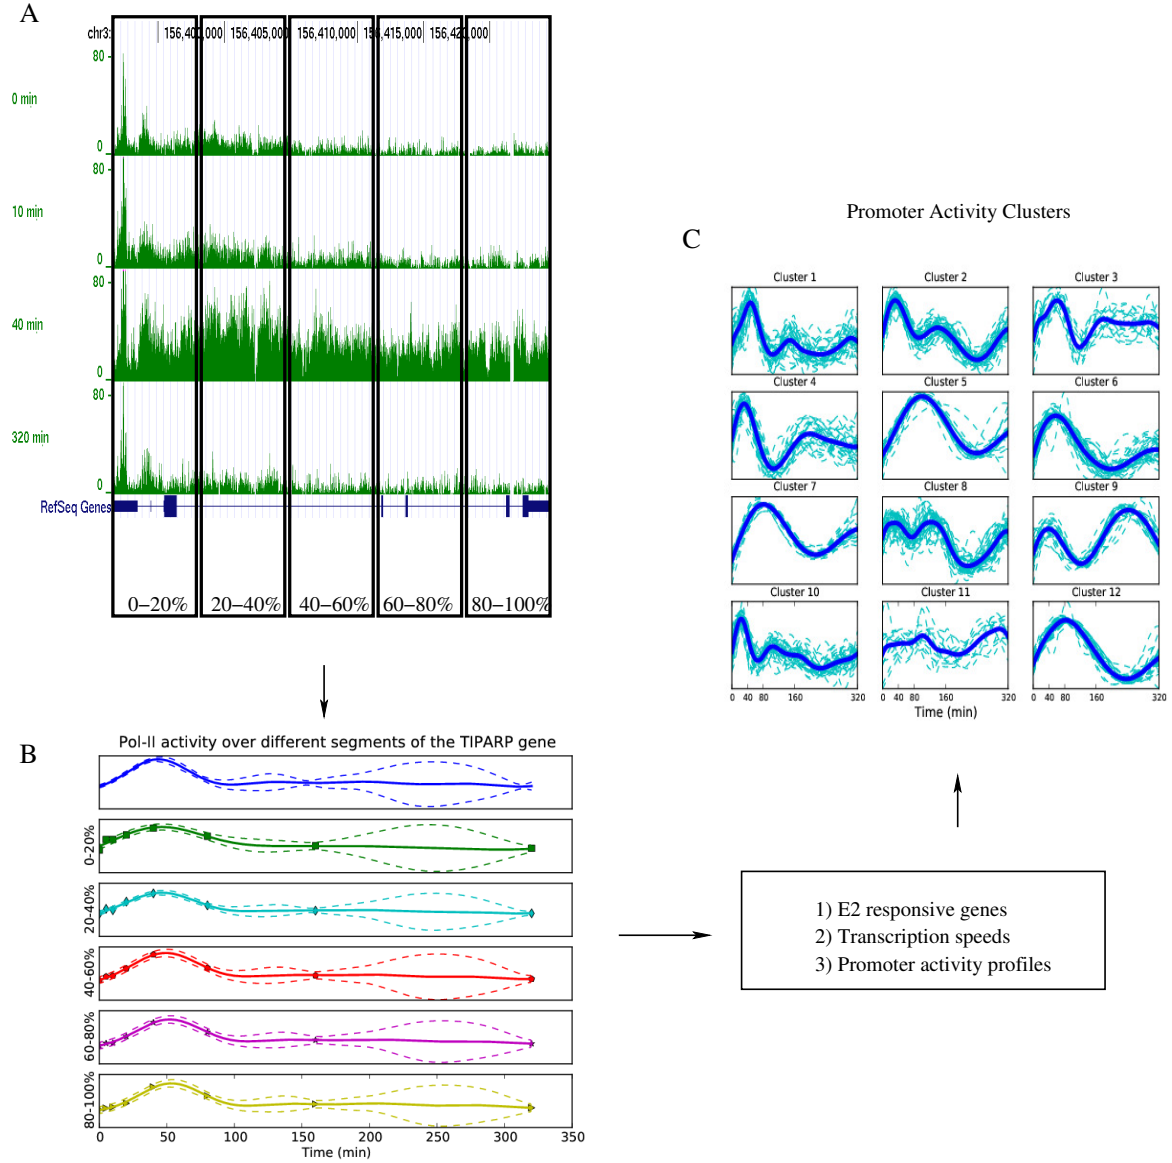 A
chr3:
156,400,000
156,405,000
156,410,000
156,415,000
156,420,000
80
0 min
0
80
10 min
0
80
40 min
0
80
320 min
0
RefSeq Genes
0–20%
20–40%
40–60%
60–80%
80–100%
B
Pol-II activity over different segments of the TIPARP gene
0-20%
20-40%
40-60%
60-80%
80-100%
0 50 100 150 200 250 300 350
Time (min)
1) E2 responsive genes
2) Transcription speeds
3) Promoter activity profiles
Promoter Activity Clusters
C
Cluster 1
Cluster 2
Cluster 3
Cluster 4
Cluster 5
Cluster 6
Cluster 7
Cluster 8
Cluster 9
Cluster 10
Cluster 11
Cluster 12
0 40 80 160 320
0 40 80 160 320
0 40 80 160 320
Time (min)